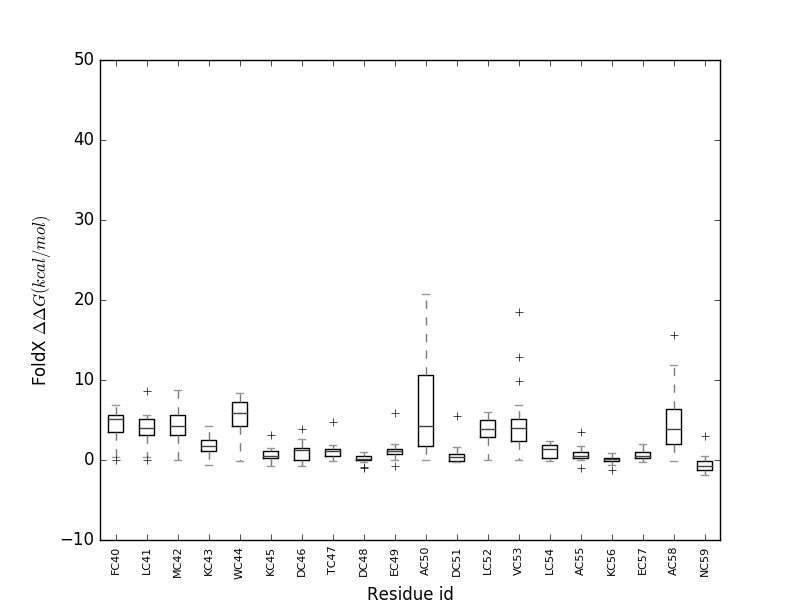 50
40
30
20
10
0
−10
FoldX ΔΔG(kcal/mol)
FC40 LC41 MC42 KC43 WC44 KC45 DC46 TC47 DC48 EC49 AC50 DC51 LC52 VC53 LC54 AC55 KC56 EC57 AC58 NC59
Residue id